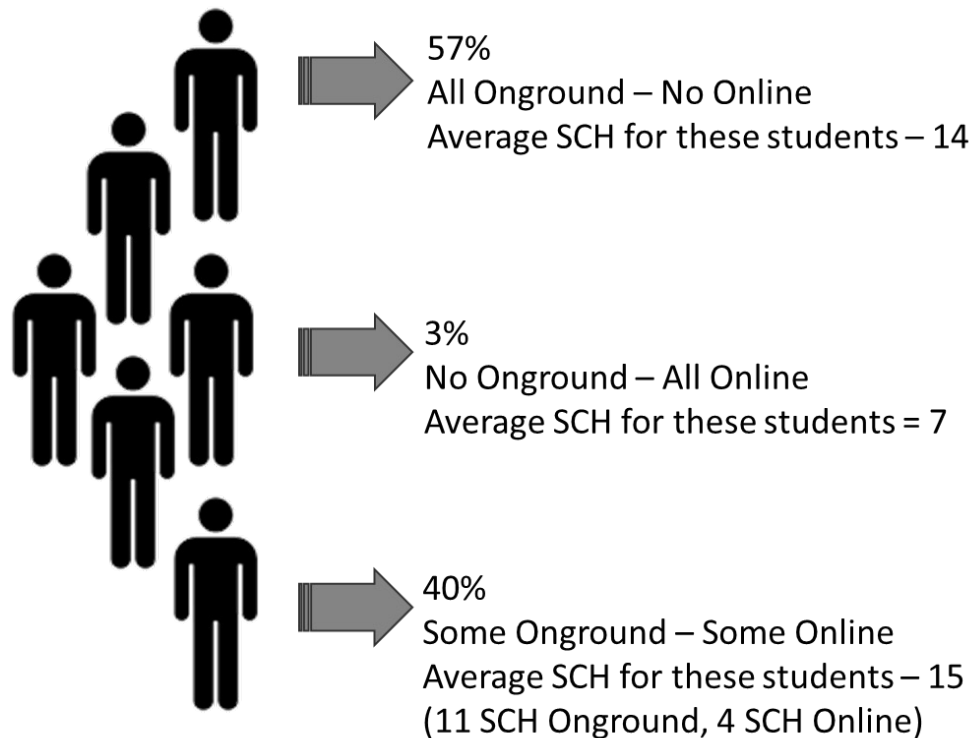 57%
All Onground – No Online
Average SCH for these students – 14
3%
No Onground – All Online
Average SCH for these students = 7
40%
Some Onground – Some Online
Average SCH for these students – 15
(11 SCH Onground, 4 SCH Online)